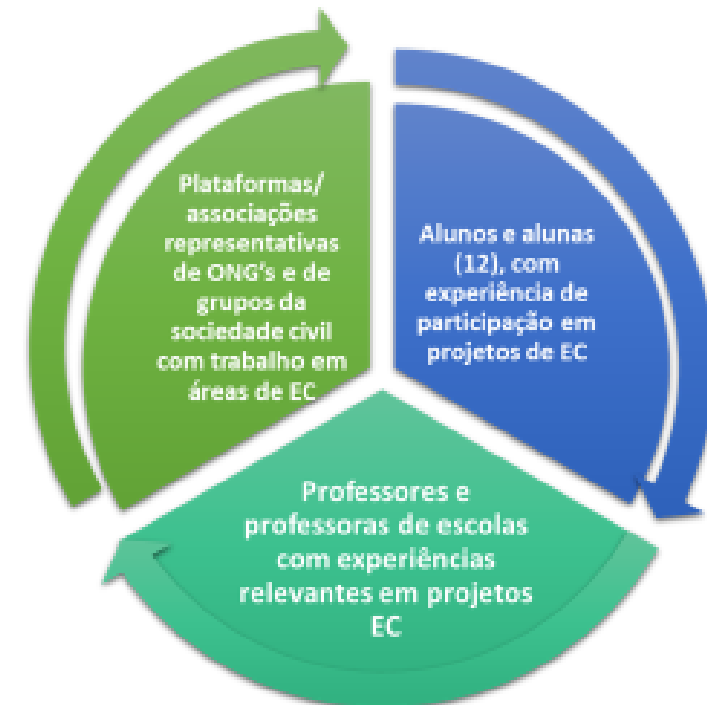 Plataformas/
associações
representativas
de ONG's e de
grupos da
sociedade civil
com trabalho em
áreas de EC
Alunos e alunas
(12), com
experiência de
participação em
projetos de EC
Professores e
professoras de escolas
com experiências
relevantes em projetos
EC